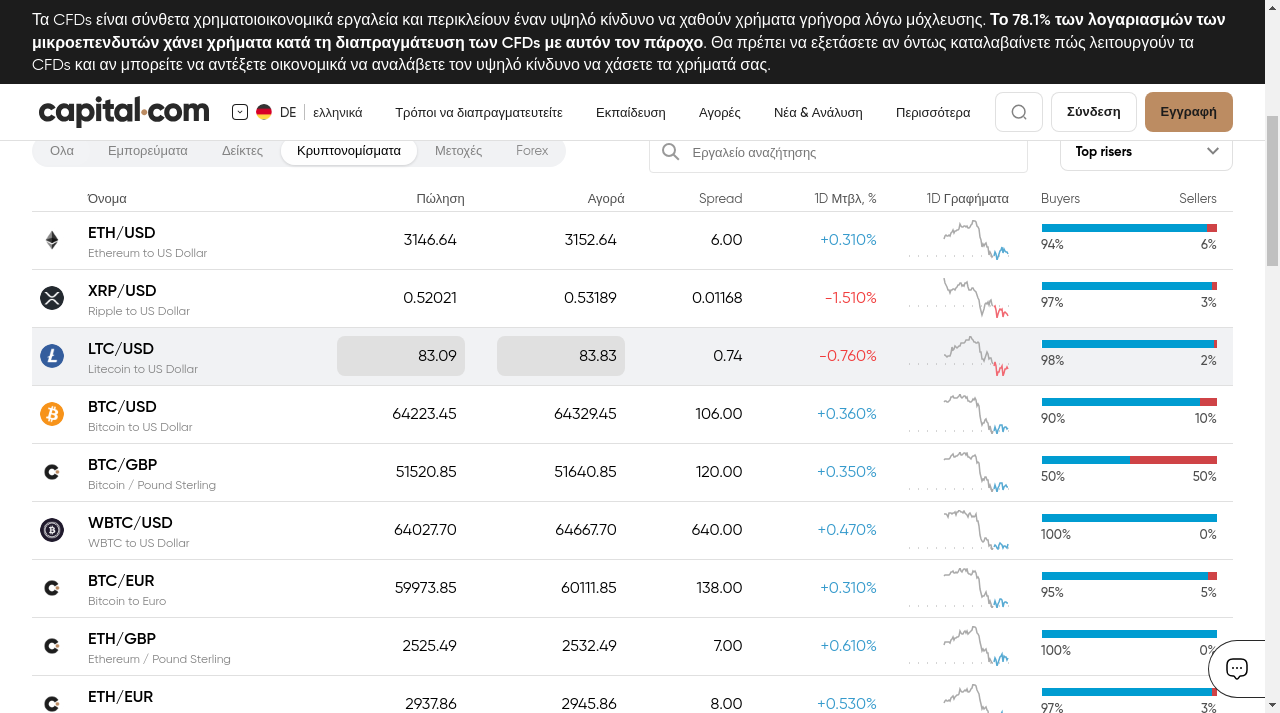 Τα CFDs είναι σύνθετα χρηματοοικονομικά εργαλεία και περικλείουν έναν υψηλό κίνδυνο να χαθούν χρήματα γρήγορα λόγω μόχλευσης. Το 78.1% των λογαριασμών των
μικροεπενδυτών χάνει χρήματα κατά τη διαπραγμάτευση των CFDs με αυτόν τον πάροχο. Θα πρέπει να εξετάσετε αν όντως καταλαβαίνετε πώς λειτουργούν τα
CFDs και αν μπορείτε να αντέξετε οικονομικά να αναλάβετε τον υψηλό κίνδυνο να χάσετε τα χρήματά σας.
capital.com DE ελληνικά Τρόποι να διαπραγματευτείτε Εκπαίδευση Αγορές Νέα & Ανάλυση Περισσότερα Σύνδεση Εγγραφή
Ολα Εμπορεύματα Δείκτες Κρυπτονομίσματα Μετοχές Forex Εργαλείο αναζήτησης Top risers
Όνομα Πώληση Αγορά Spread 1D Μτβλ, % 1D Γραφήματα Buyers Sellers
ETH/USD 3146.64 3152.64 6.00 +0.310% 94% 6%
Ethereum to US Dollar
XRP/USD 0.52021 0.53189 0.01168 -1.510% 97% 3%
Ripple to US Dollar
LTC/USD 83.09 83.83 0.74 -0.760% 98% 2%
Litecoin to US Dollar
BTC/USD 64223.45 64329.45 106.00 +0.360% 90% 10%
Bitcoin to US Dollar
BTC/GBP 51520.85 51640.85 120.00 +0.350% 50% 50%
Bitcoin / Pound Sterling
WBTC/USD 64027.70 64667.70 640.00 +0.470% 100% 0%
WBTC to US Dollar
BTC/EUR 59973.85 60111.85 138.00 +0.310% 95% 5%
Bitcoin to Euro
ETH/GBP 2525.49 2532.49 7.00 +0.610% 100% 0%
Ethereum / Pound Sterling
ETH/EUR 2937.86 2945.86 8.00 +0.530% 97% 3%